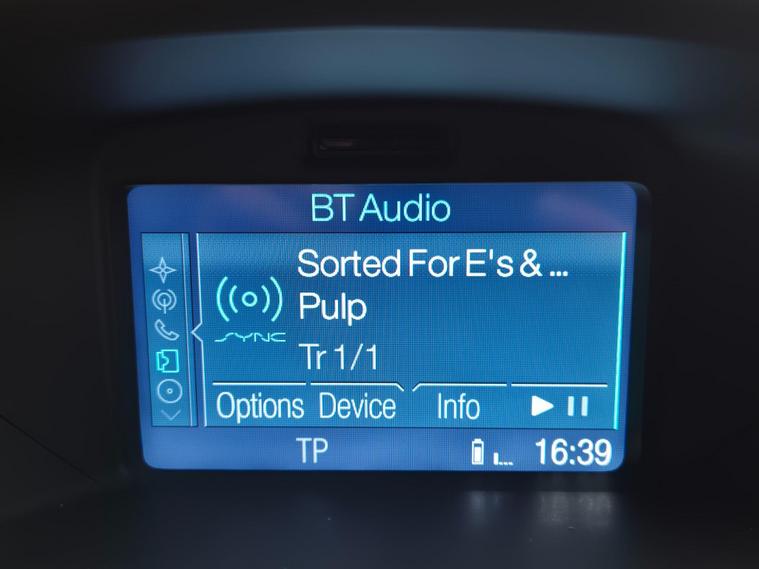 BT Audio
Sorted For E's & ...
Pulp
SYNC
Tr 1/1
Options Device Info
TP 16:39